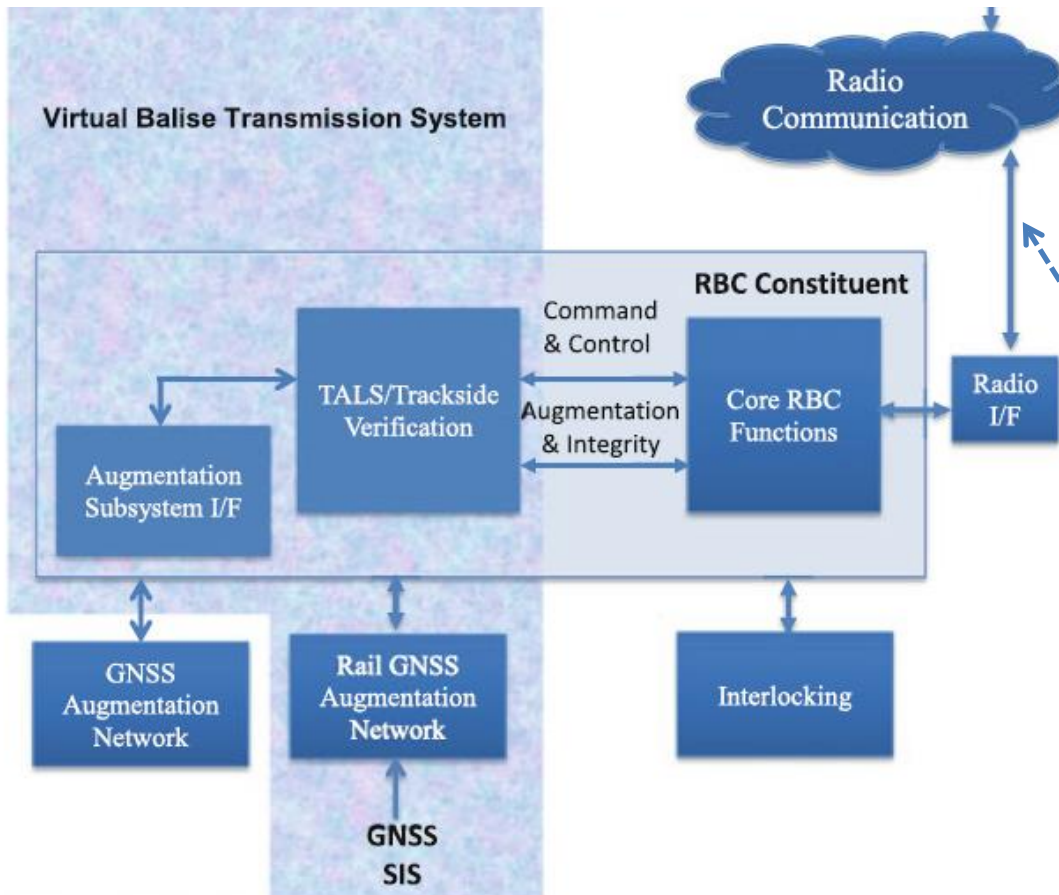 Virtual Balise Transmission System
Radio
Communication
RBC Constituent
Command
& Control
TALS/Trackside
Verification
Augmentation
& Integrity
Core RBC
Functions
Radio
I/F
Augmentation
Subsystem I/F
GNSS
Augmentation
Network
Rail GNSS
Augmentation
Network
Interlocking
GNSS
SIS